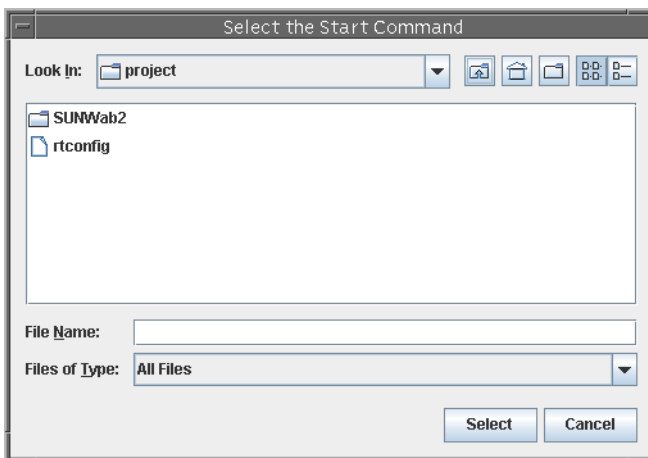 Select the Start Command
Look In: project
SUNWab2
rtconfig
File Name:
Files of Type: All Files
Select Cancel